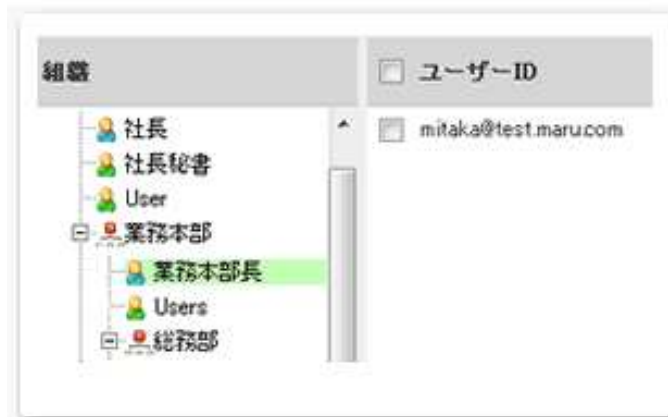 組織
ユーザーID
社長
mitaka@test.maru.com
社長秘書
User
業務本部
業務本部長
Users
総務部